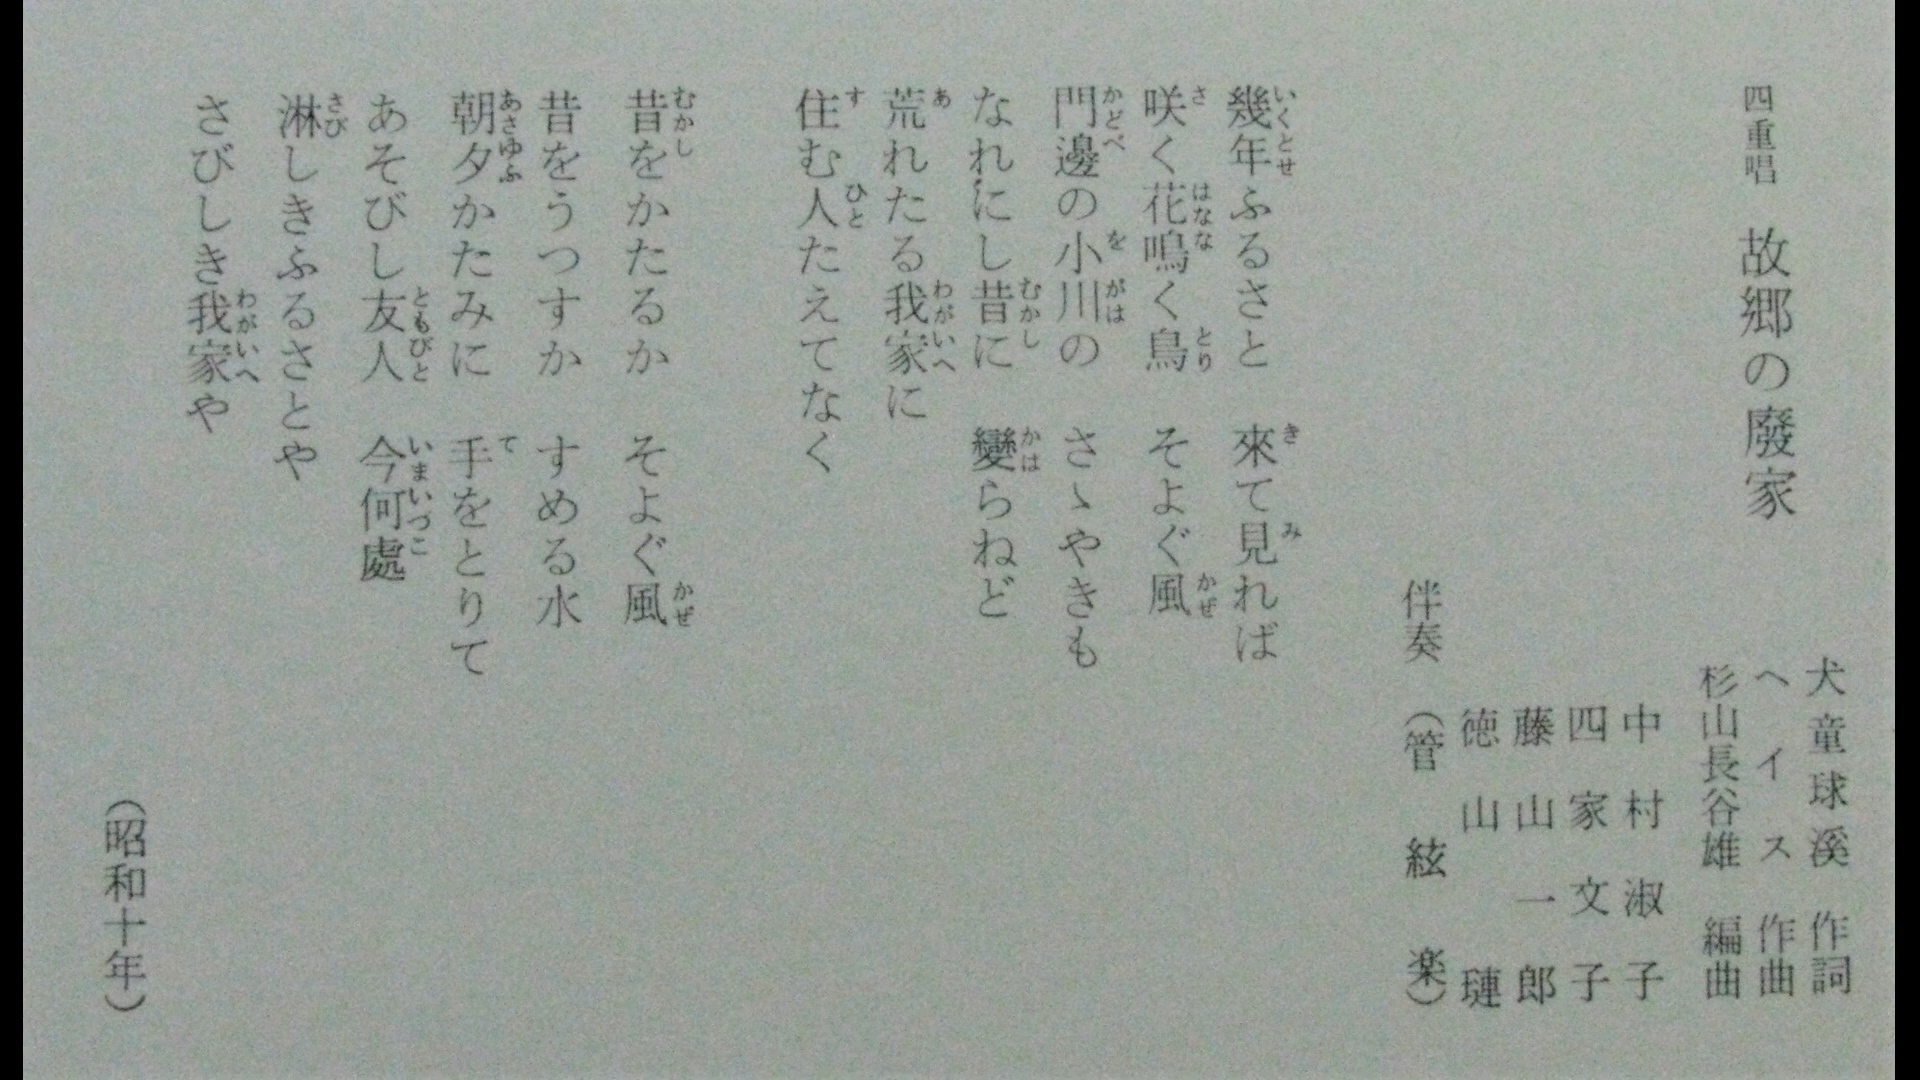 四重唱 故郷の廢家
犬童球溪 作詞
ヘイス 作曲
杉山長谷雄 編曲
中村淑子
四家文子
藤山一郎
徳山璉
伴奏 (管絃楽)
幾年ふるさと 來て見れば
咲く花鳴く鳥 そよぐ風
門邊の小川の さゝやきも
なれにし昔に 變らねど
荒れたる我家に
住む人たえてなく
昔をかたるか そよぐ風
昔をうつすか すめる水
朝夕かたみに 手をとりて
あそびし友人 今何處
淋しきふるさとや
さびしき我家や
(昭和十年)